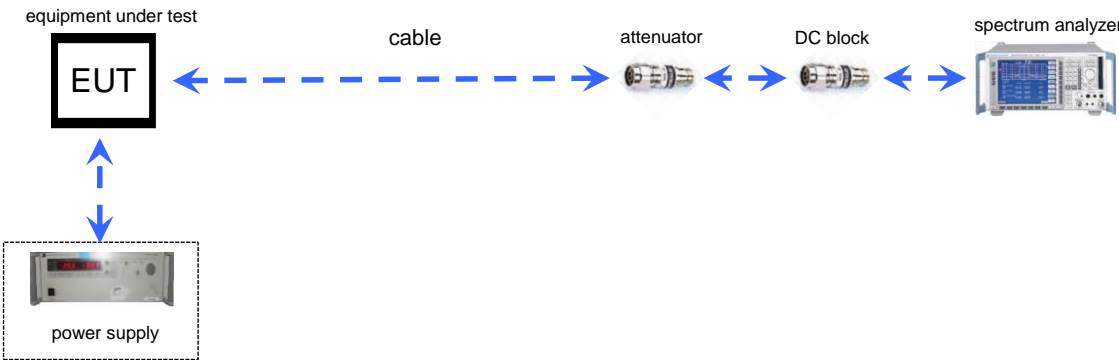 equipment under test
EUT
cable
attenuator
DC block
spectrum analyzer
power supply